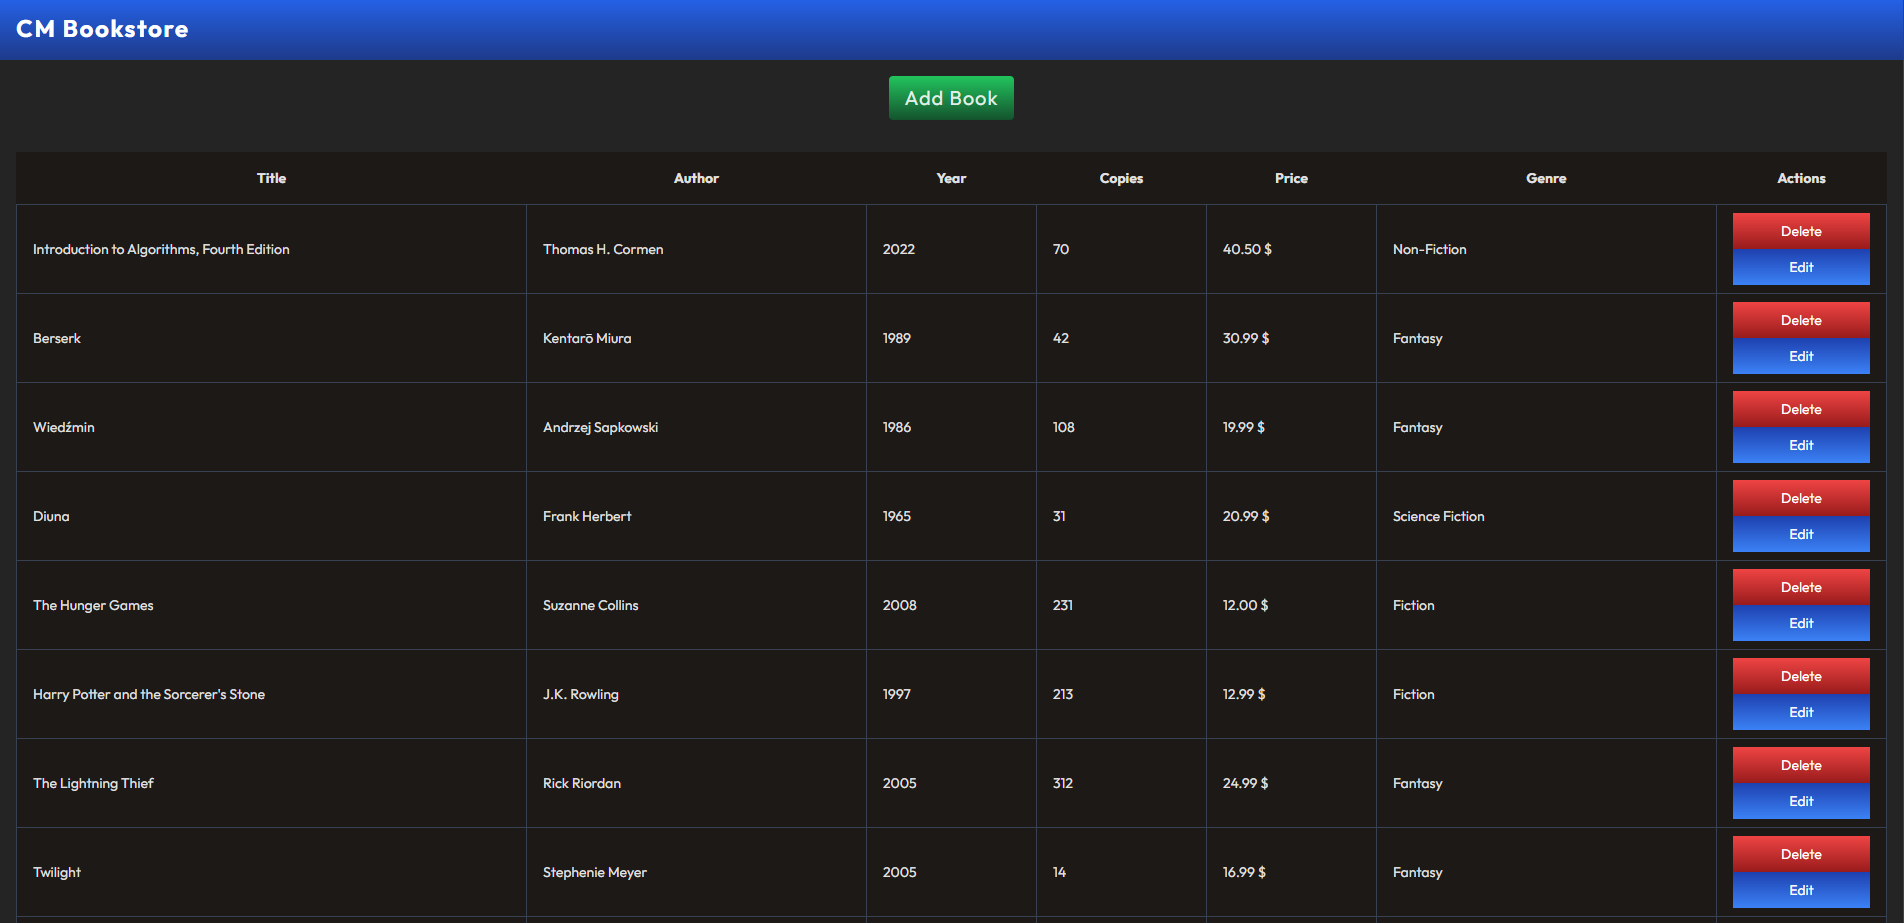 CM Bookstore
Add Book
Title Author Year Copies Price Genre Actions
Introduction to Algorithms, Fourth Edition Thomas H. Cormen 2022 70 40.50 $ Non-Fiction Delete
Edit
Berserk Kentarō Miura 1989 42 30.99 $ Fantasy Delete
Edit
Wiedźmin Andrzej Sapkowski 1986 108 19.99 $ Fantasy Delete
Edit
Diuna Frank Herbert 1965 31 20.99 $ Science Fiction Delete
Edit
The Hunger Games Suzanne Collins 2008 231 12.00 $ Fiction Delete
Edit
Harry Potter and the Sorcerer's Stone J.K. Rowling 1997 213 12.99 $ Fiction Delete
Edit
The Lightning Thief Rick Riordan 2005 312 24.99 $ Fantasy Delete
Edit
Twilight Stephenie Meyer 2005 14 16.99 $ Fantasy Delete
Edit